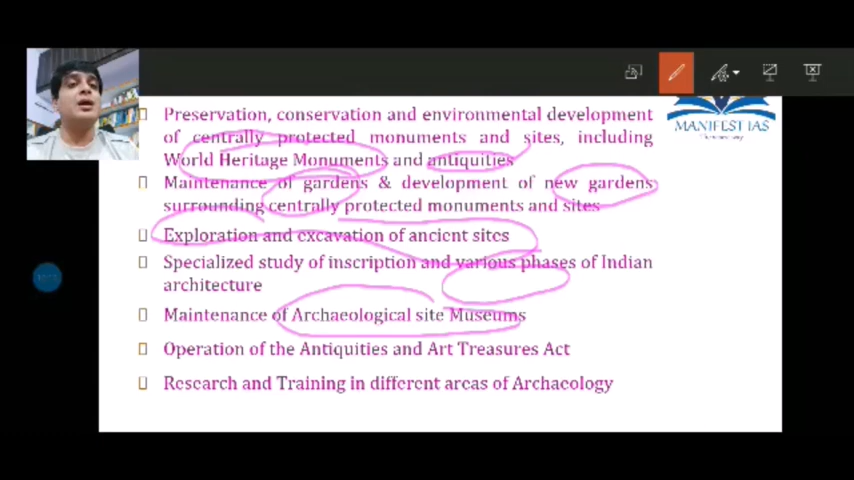 Preservation, conservation and environmental development
of centrally protected monuments and sites, including
World Heritage Monuments and antiquities
Maintenance of gardens & development of new gardens
surrounding centrally protected monuments and sites
Exploration and excavation of ancient sites
Specialized study of inscription and various phases of Indian
architecture
Maintenance of Archaeological site Museums
Operation of the Antiquities and Art Treasures Act
Research and Training in different areas of Archaeology
MANIFEST IAS